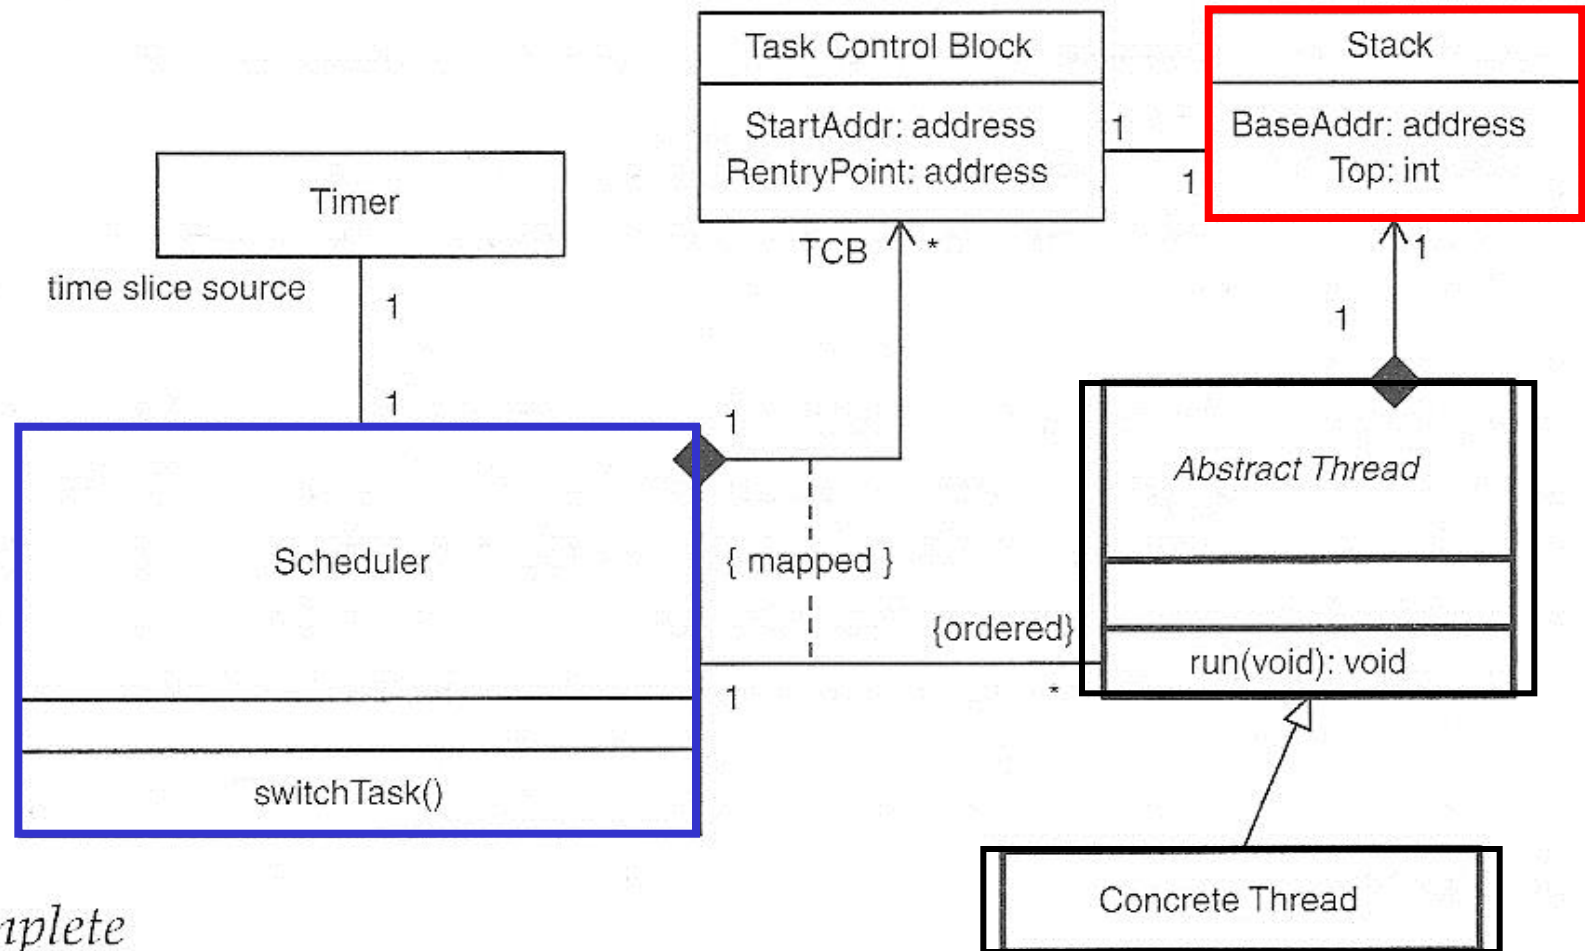 Task Control Block
StartAddr: address
RentryPoint: address
1
1
Stack
BaseAddr: address
Top: int
Timer
time slice source
1
1
TCB
*
1
1
1
Abstract Thread
run(void): void
Scheduler
switchTask()
{ mapped }
{ordered}
1
*
Concrete Thread